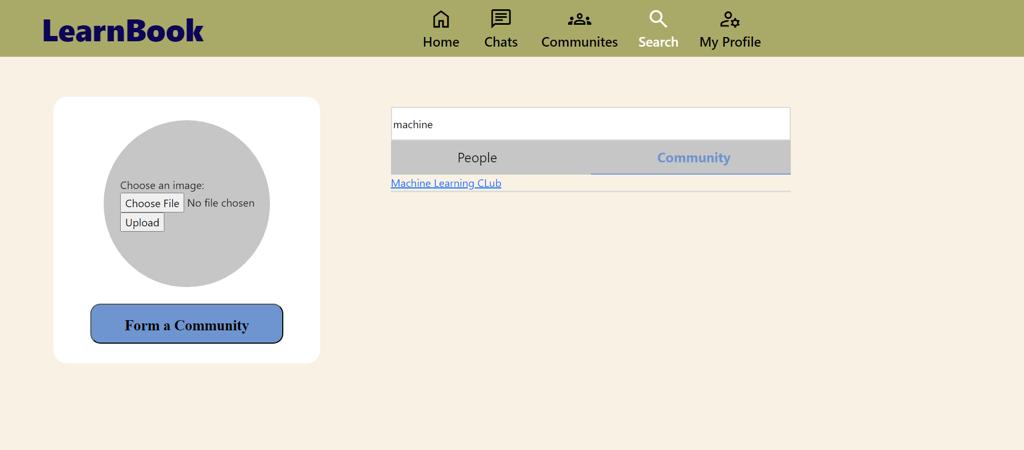 LearnBook
Home
Chats
Communites
Search
My Profile
Choose an image:
Choose File No file chosen
Upload
Form a Community
machine
People
Community
Machine Learning CLub